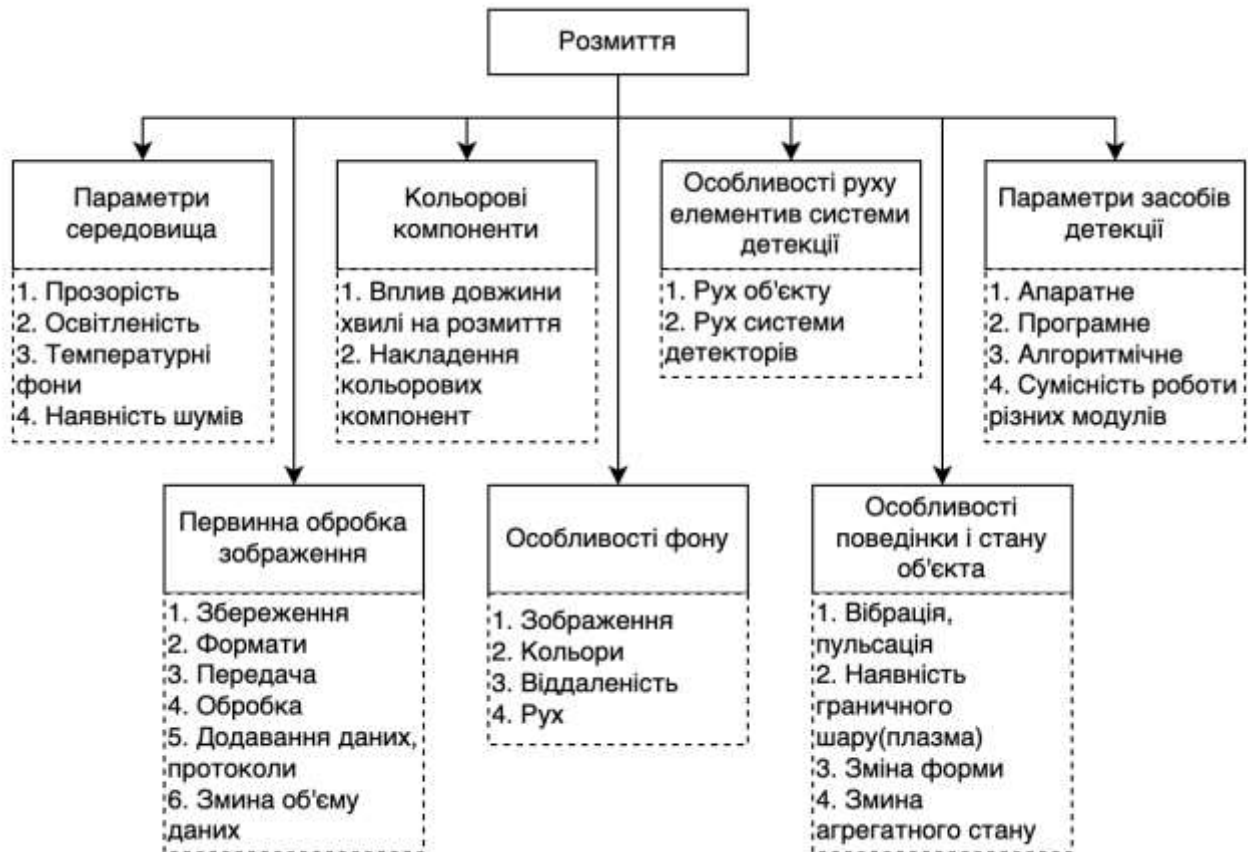 Розмиття
Параметри
середовища
1. Прозорість
2. Освітленість
3. Температурні
фони
4. Наявність шумів
Кольорові
компоненти
1. Вплив довжини
хвилі на розмиття
2. Накладення
кольорових
компонент
Особливості руху
елементив системи
детекції
1. Рух об'єкту
2. Рух системи
детекторів
Параметри засобів
детекції
1. Апаратне
2. Програмне
3. Алгоритмічне
4. Сумісність роботи
різних модулів
Первинна обробка
зображення
1. Збереження
2. Формати
3. Передача
4. Обробка
5. Додавання даних,
протоколи
6. Змина об'єму
даних
Особливості фону
1. Зображення
2. Кольори
3. Віддаленість
4. Рух
Особливості
поведінки і стану
об'єкта
1. Вібрація,
пульсація
2. Наявність
граничного
шару(плазма)
3. Зміна форми
4. Змина
агрегатного стану